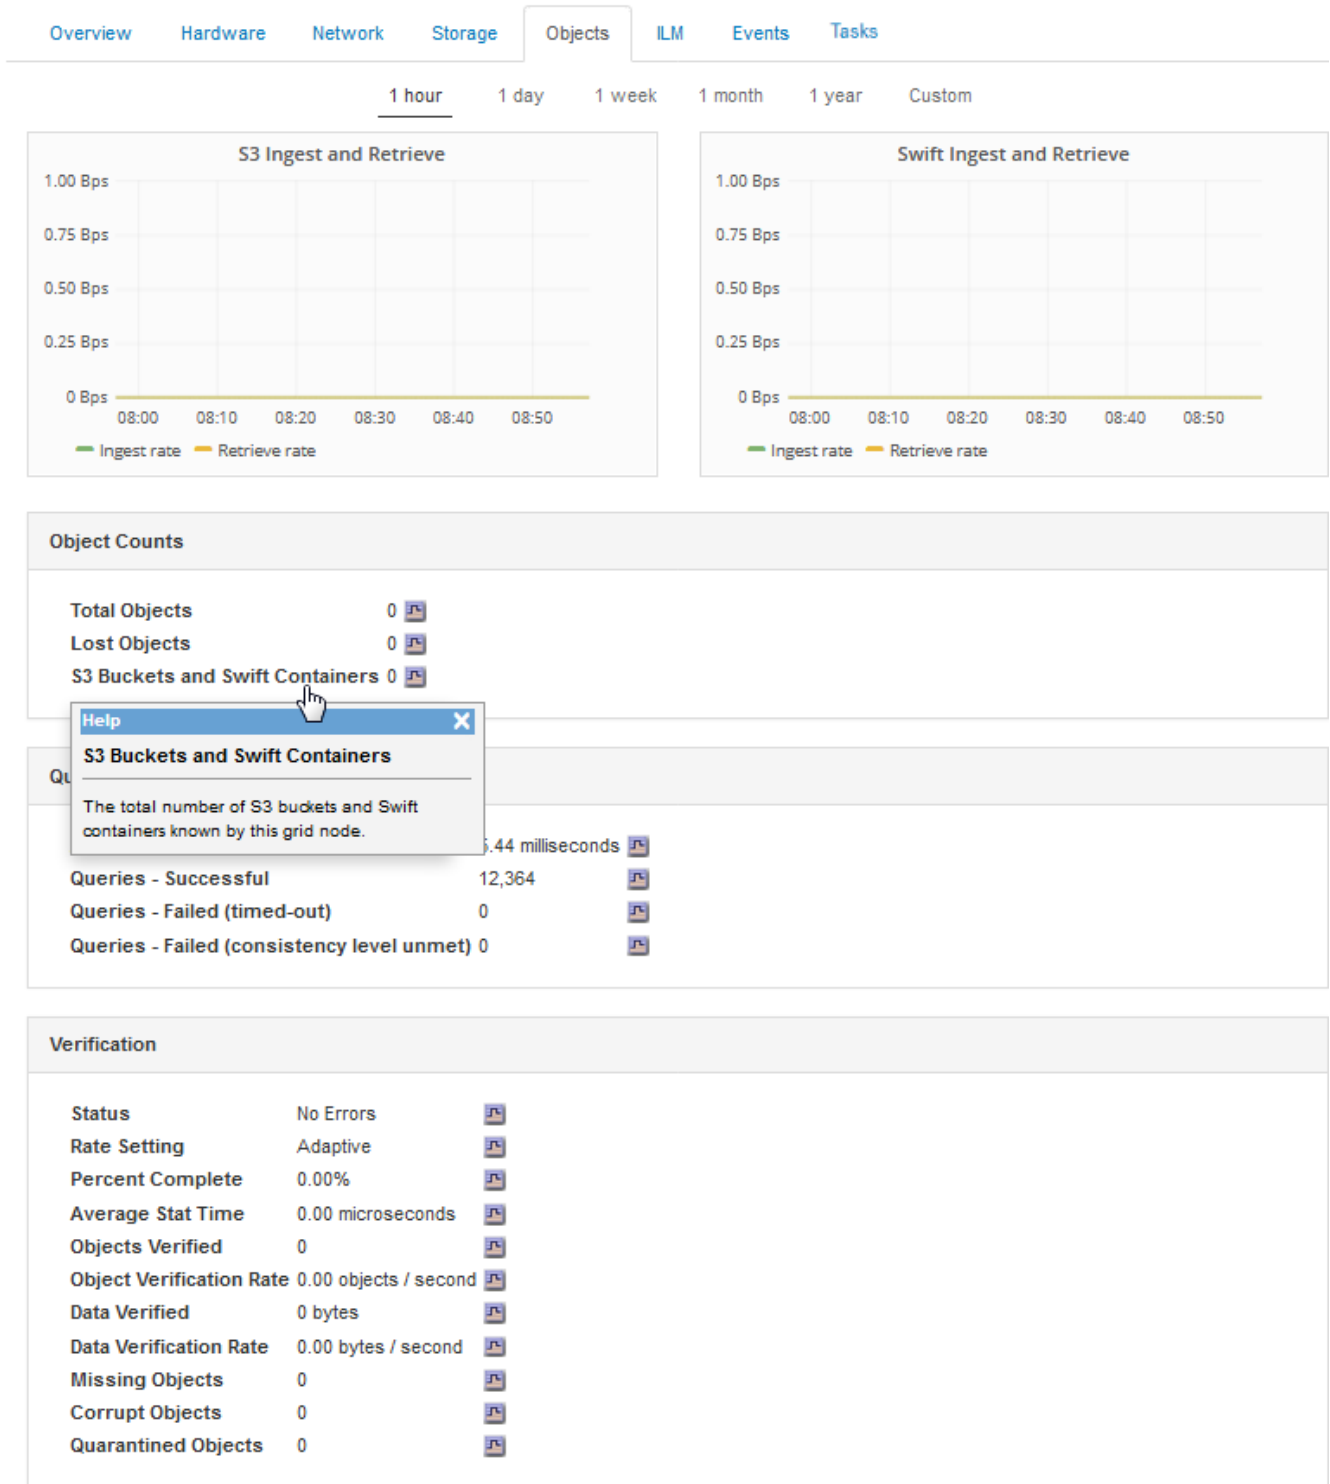 Overview Hardware Network Storage Objects ILM Events Tasks
1 hour 1 day 1 week 1 month 1 year Custom
S3 Ingest and Retrieve
1.00 Bps
0.75 Bps
0.50 Bps
0.25 Bps
0 Bps
08:00 08:10 08:20 08:30 08:40 08:50
Ingest rate Retrieve rate
Swift Ingest and Retrieve
1.00 Bps
0.75 Bps
0.50 Bps
0.25 Bps
0 Bps
08:00 08:10 08:20 08:30 08:40 08:50
Ingest rate Retrieve rate
Object Counts
Total Objects 0
Lost Objects 0
S3 Buckets and Swift Containers 0
Help
S3 Buckets and Swift Containers
The total number of S3 buckets and Swift
containers known by this grid node.
.44 milliseconds
Queries - Successful 12,364
Queries - Failed (timed-out) 0
Queries - Failed (consistency level unmet) 0
Verification
Status No Errors
Rate Setting Adaptive
Percent Complete 0.00%
Average Stat Time 0.00 microseconds
Objects Verified 0
Object Verification Rate 0.00 objects / second
Data Verified 0 bytes
Data Verification Rate 0.00 bytes / second
Missing Objects 0
Corrupt Objects 0
Quarantined Objects 0